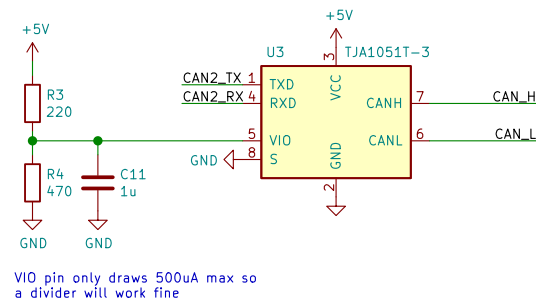 +5V
+5V
U3
TJA1051T-3
3
VCC
R3
220
CAN2_TX
1
TXD
CAN2_RX
4
RXD
CANH
7
CAN_H
5
VIO
CANL
6
CAN_L
GND
8
S
GND
2
R4
470
C11
1u
GND
GND
VIO pin only draws 500uA max so
a divider will work fine